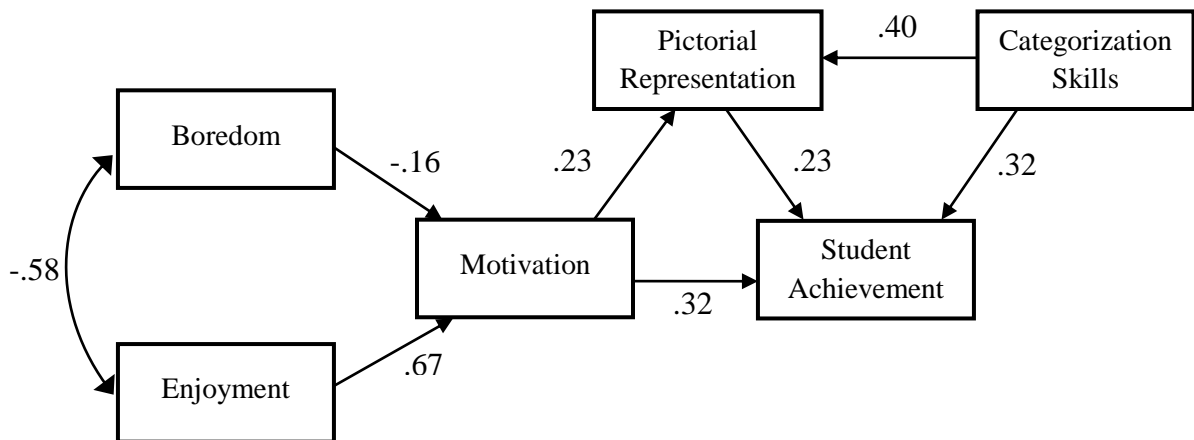 Pictorial
Representation
.40
Categorization
Skills
Boredom
-.16
.23
.23
.32
-.58
Motivation
.32
Student
Achievement
Enjoyment
.67